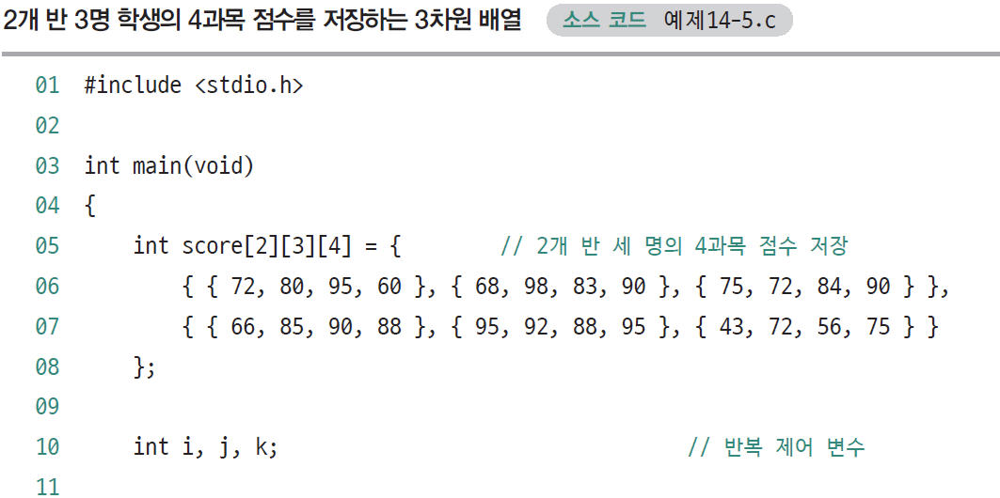 2개 반 3명 학생의 4과목 점수를 저장하는 3차원 배열 소스 코드 예제14-5.c
01 #include <stdio.h>
02
03 int main(void)
04 {
05 int score[2][3][4] = { // 2개 반 세 명의 4과목 점수 저장
06 { { 72, 80, 95, 60 }, { 68, 98, 83, 90 }, { 75, 72, 84, 90 } },
07 { { 66, 85, 90, 88 }, { 95, 92, 88, 95 }, { 43, 72, 56, 75 } }
08 };
09
10 int i, j, k; // 반복 제어 변수
11